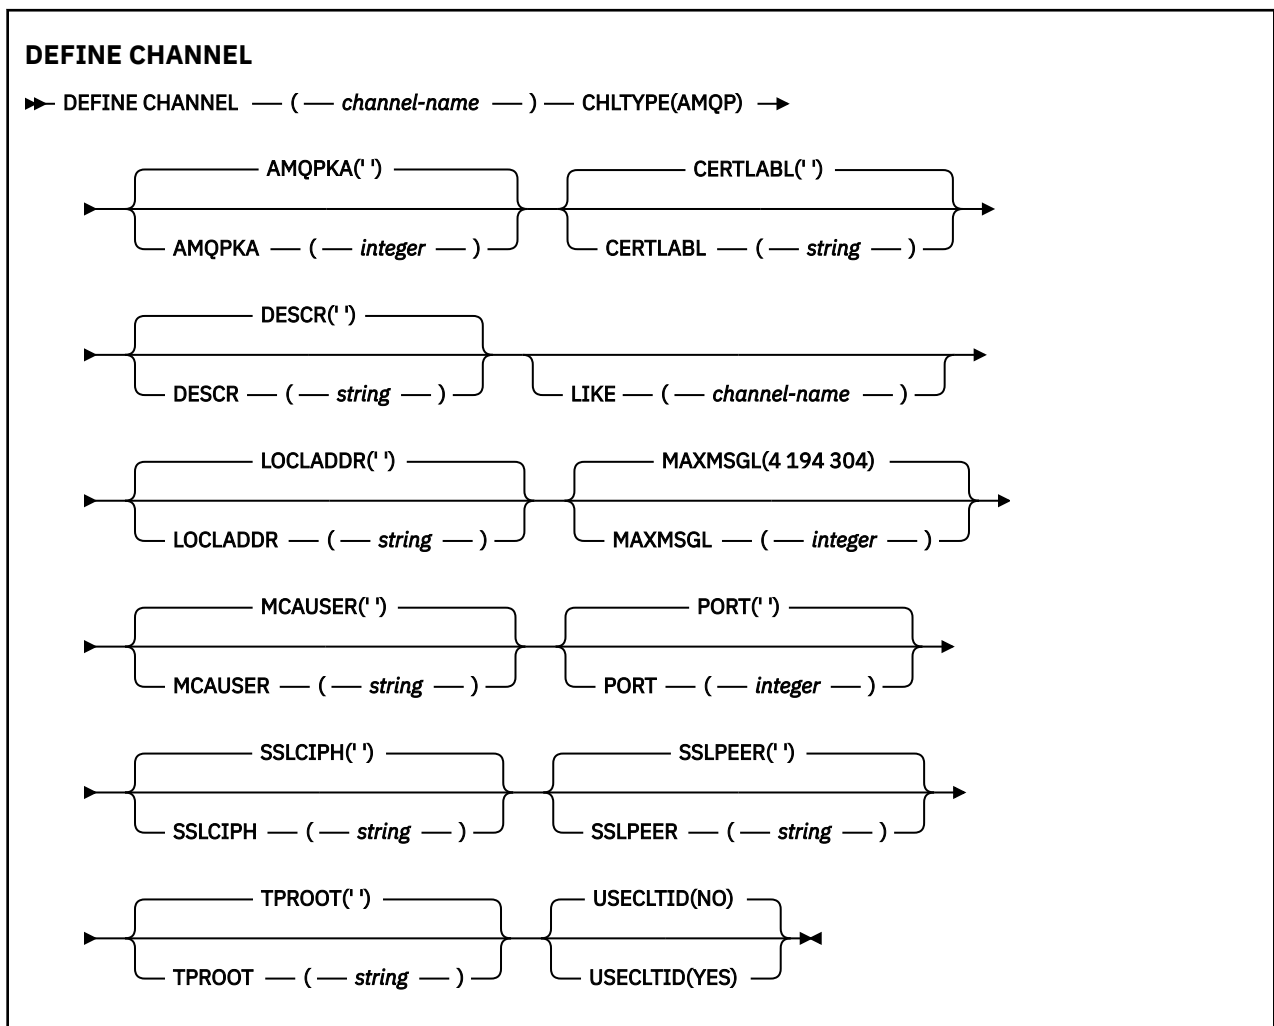 DEFINE CHANNEL
DEFINE CHANNEL ( channel-name ) CHLTYPE(AMQP)
AMQPKA(' ') CERTLABL(' ')
AMQPKA ( integer ) CERTLABL ( string )
DESCR(' ')
DESCR ( string ) LIKE ( channel-name )
LOCLADDR(' ') MAXMSGL(4 194 304)
LOCLADDR ( string ) MAXMSGL ( integer )
MCAUSER(' ') PORT(' ')
MCAUSER ( string ) PORT ( integer )
SSLCIPH(' ') SSLPEER(' ')
SSLCIPH ( string ) SSLPEER ( string )
TPROOT(' ') USECLTID(NO)
TPROOT ( string ) USECLTID(YES)